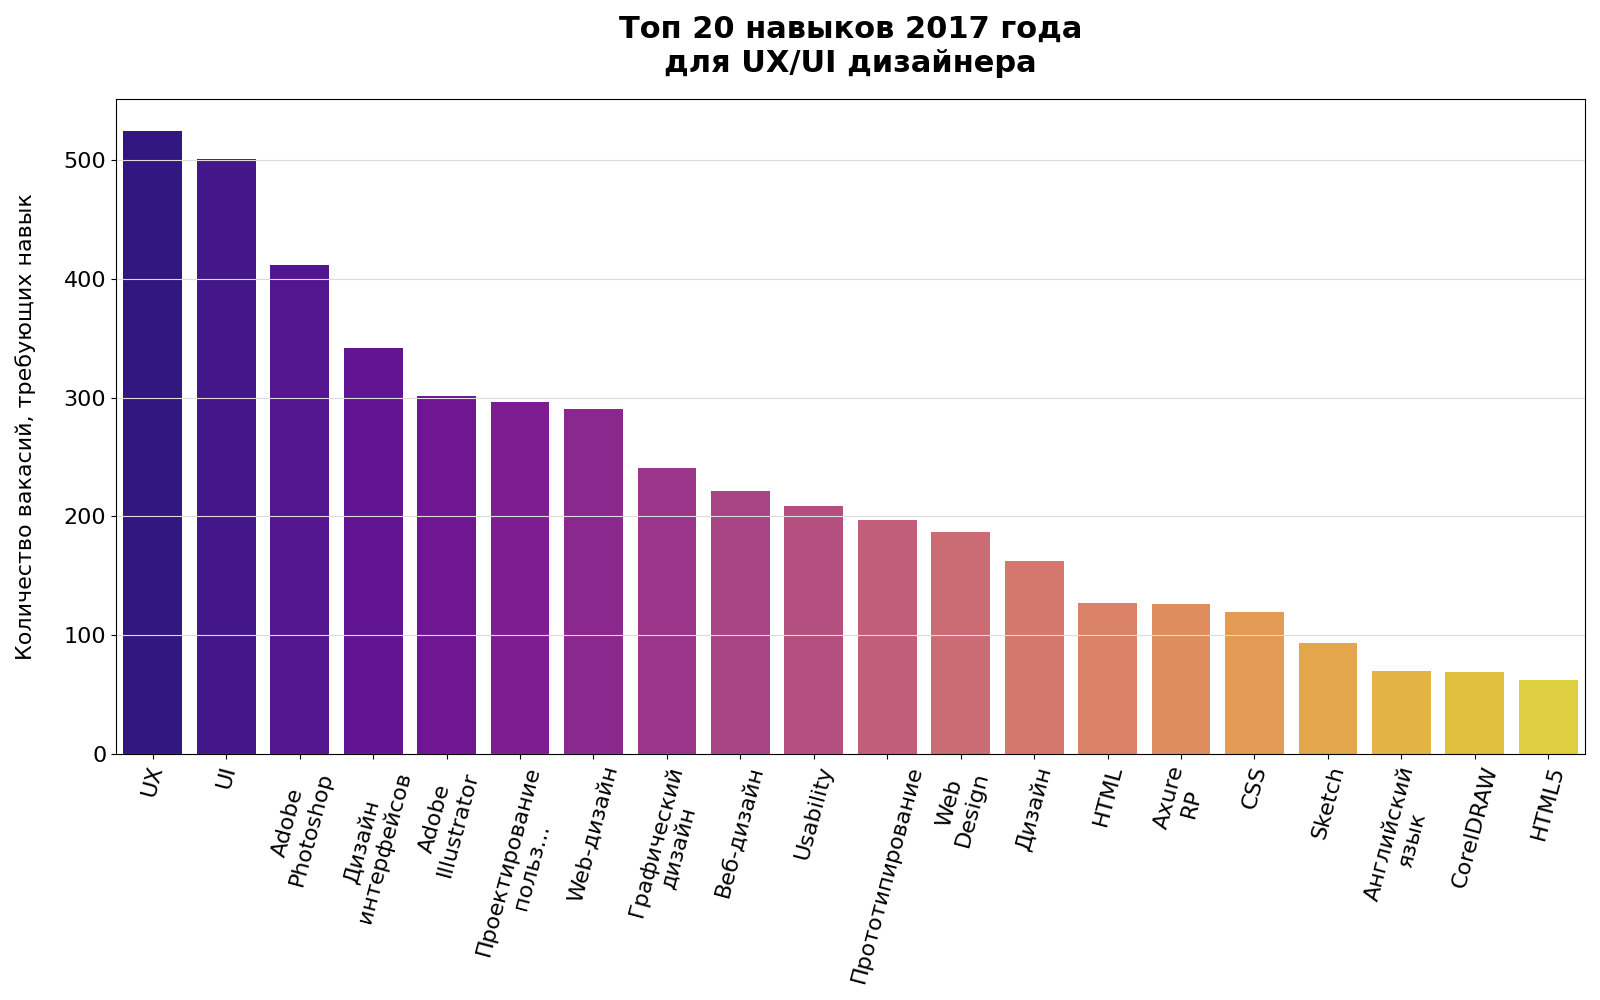 Топ 20 навыков 2017 года
для UX/UI дизайнера
Количество вакасий, требующих навык
500
400
300
200
100
0
UX
UI
Adobe
Photoshop
Дизайн
интерфейсов
Adobe
Illustrator
Проектирование
польз...
Web-дизайн
Графический
дизайн
Веб-дизайн
Usability
Прототипирование
Web
Design
Дизайн
HTML
Axure
RP
CSS
Sketch
Английский
язык
CorelDRAW
HTML5